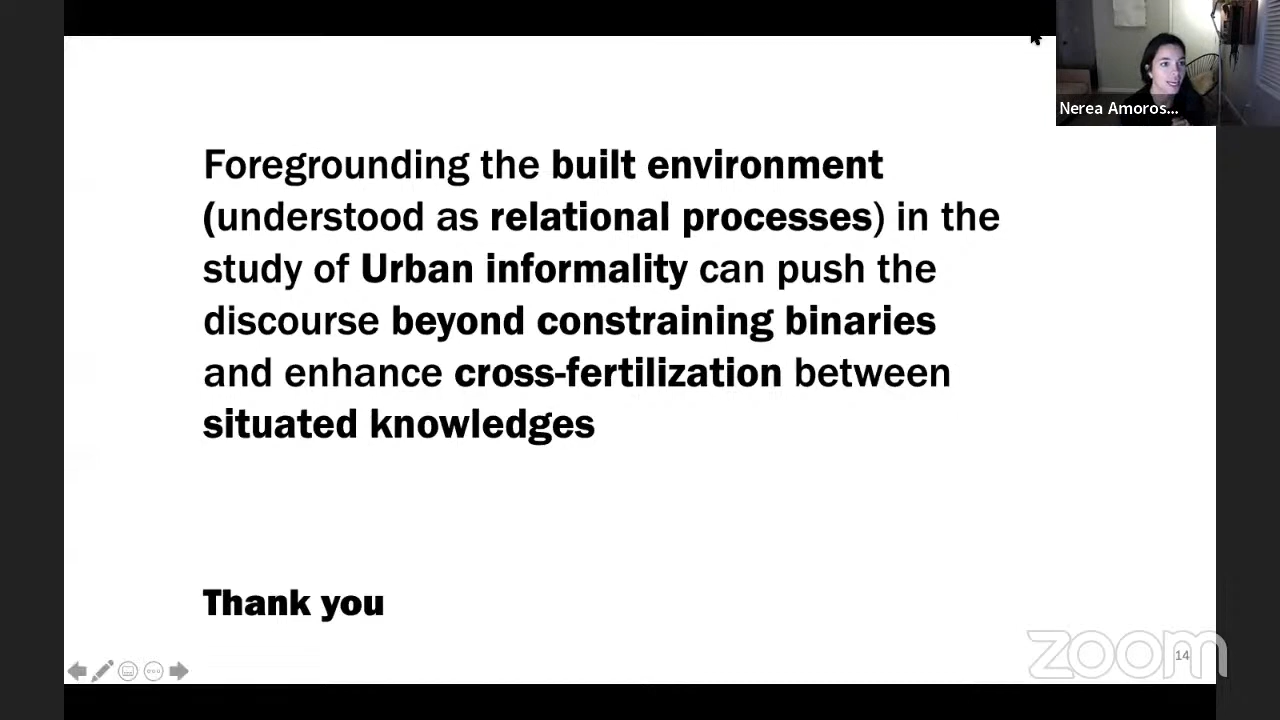 Nerea Amoros...
Foregrounding the built environment
(understood as relational processes) in the
study of Urban informality can push the
discourse beyond constraining binaries
and enhance cross-fertilization between
situated knowledges
Thank you
zoom
14